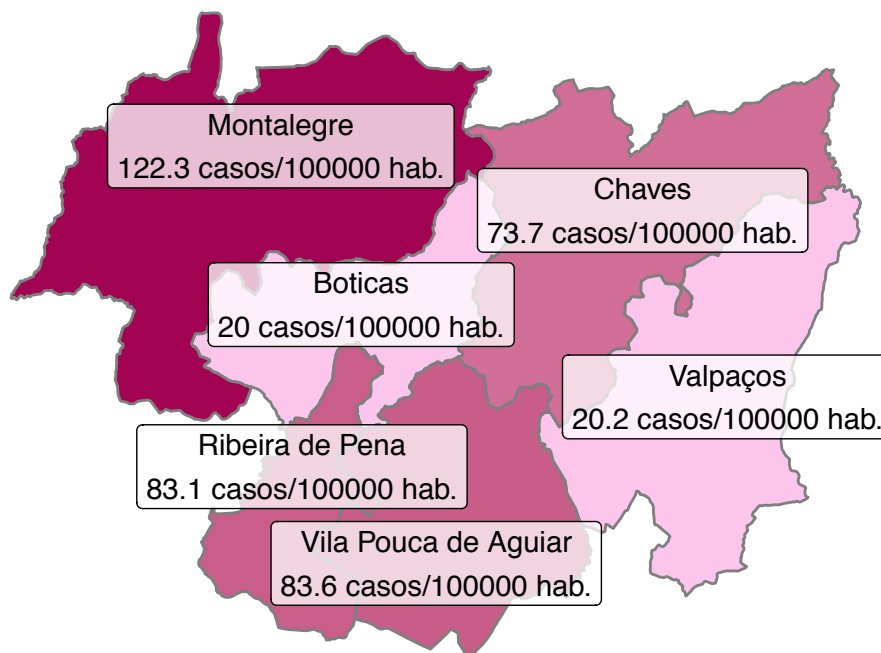 Montalegre
122.3 casos/100000 hab.
Chaves
73.7 casos/100000 hab.
Boticas
20 casos/100000 hab.
Valpaços
20.2 casos/100000 hab.
Ribeira de Pena
83.1 casos/100000 hab.
Vila Pouca de Aguiar
83.6 casos/100000 hab.